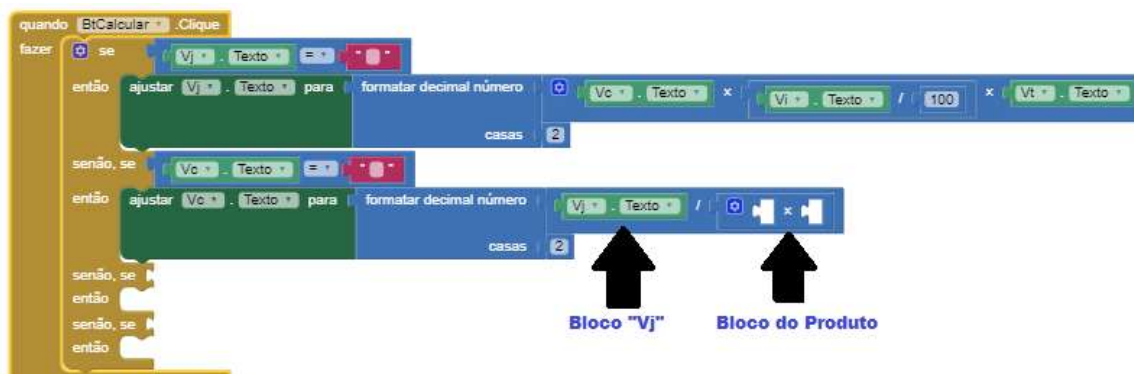 quando BtCalcular .Clique
fazer se Vj . Texto = " "
então ajustar Vj . Texto para formatar decimal número Vc . Texto × Vi . Texto / 100 × Vt . Texto
casas 2
senão, se Vc . Texto = " "
então ajustar Vc . Texto para formatar decimal número Vj . Texto / ×
casas 2
senão, se
então
senão, se
então
Bloco "Vj" Bloco do Produto